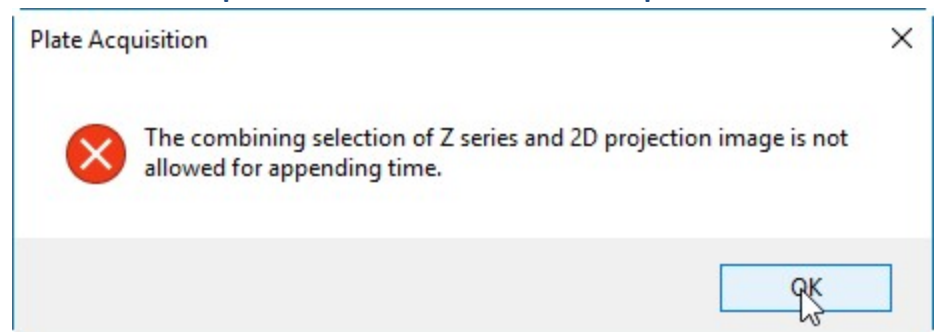 Plate Acquisition
The combining selection of Z series and 2D projection image is not
allowed for appending time.
OK